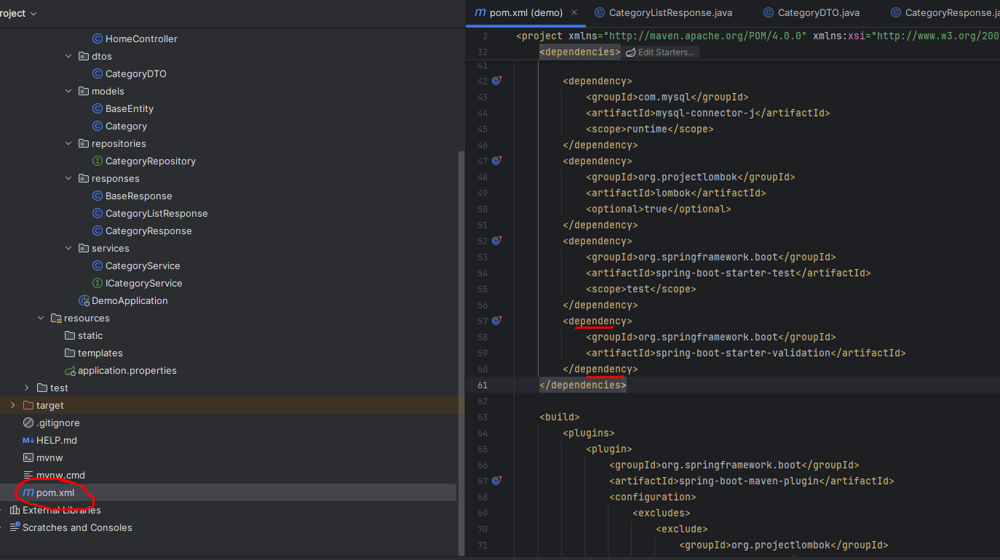 roject
HomeController
dtos
CategoryDTO
models
BaseEntity
Category
repositories
CategoryRepository
responses
BaseResponse
CategoryListResponse
CategoryResponse
services
CategoryService
ICategoryService
DemoApplication
resources
static
templates
application.properties
test
target
.gitignore
M↓ HELP.md
mvnw
mvnw.cmd
m pom.xml
External Libraries
Scratches and Consoles
m pom.xml (demo) × CategoryListResponse.java CategoryDTO.java CategoryResponse.ja
2 <project xmlns="http://maven.apache.org/POM/4.0.0" xmlns:xsi="http://www.w3.org/200
32 <dependencies> Edit Starters...
41
42 <dependency>
43 <groupId>com.mysql</groupId>
44 <artifactId>mysql-connector-j</artifactId>
45 <scope>runtime</scope>
46 </dependency>
47 <dependency>
48 <groupId>org.projectlombok</groupId>
49 <artifactId>lombok</artifactId>
50 <optional>true</optional>
51 </dependency>
52 <dependency>
53 <groupId>org.springframework.boot</groupId>
54 <artifactId>spring-boot-starter-test</artifactId>
55 <scope>test</scope>
56 </dependency>
57 <dependency>
58 <groupId>org.springframework.boot</groupId>
59 <artifactId>spring-boot-starter-validation</artifactId>
60 </dependency>
61 </dependencies>
62
63 <build>
64 <plugins>
65 <plugin>
66 <groupId>org.springframework.boot</groupId>
67 <artifactId>spring-boot-maven-plugin</artifactId>
68 <configuration>
69 <excludes>
70 <exclude>
71 <groupId>org.projectlombok</groupId>